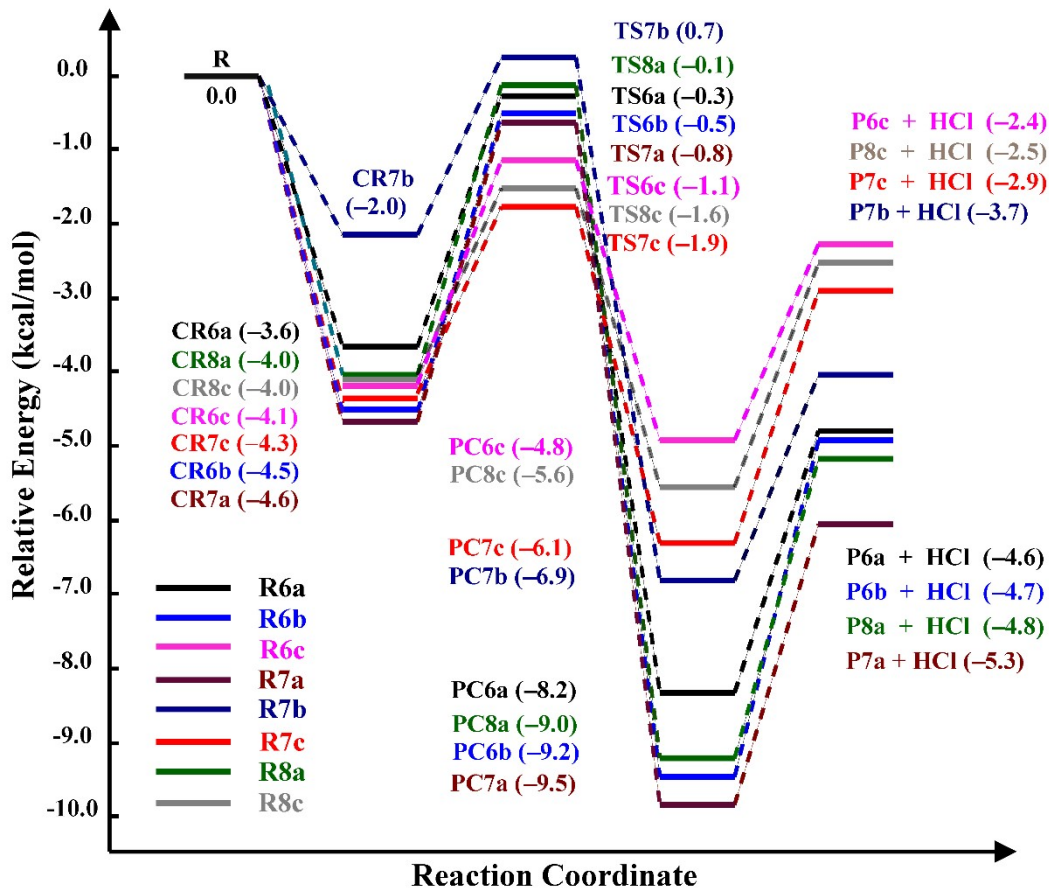 R
0.0
CR7b
(–2.0)
TS7b (0.7)
TS8a (–0.1)
TS6a (–0.3)
TS6b (–0.5)
TS7a (–0.8)
TS6c (–1.1)
TS8c (–1.6)
TS7c (–1.9)
P6c + HCl (–2.4)
P8c + HCl (–2.5)
P7c + HCl (–2.9)
P7b + HCl (–3.7)
CR6a (–3.6)
CR8a (–4.0)
CR8c (–4.0)
CR6c (–4.1)
CR7c (–4.3)
CR6b (–4.5)
CR7a (–4.6)
PC6c (–4.8)
PC8c (–5.6)
PC7c (–6.1)
PC7b (–6.9)
PC6a (–8.2)
PC8a (–9.0)
PC6b (–9.2)
PC7a (–9.5)
P6a + HCl (–4.6)
P6b + HCl (–4.7)
P8a + HCl (–4.8)
P7a + HCl (–5.3)
R6a
R6b
R6c
R7a
R7b
R7c
R8a
R8c
0.0
-1.0
-2.0
-3.0
-4.0
-5.0
-6.0
-7.0
-8.0
-9.0
-10.0
Relative Energy (kcal/mol)
Reaction Coordinate